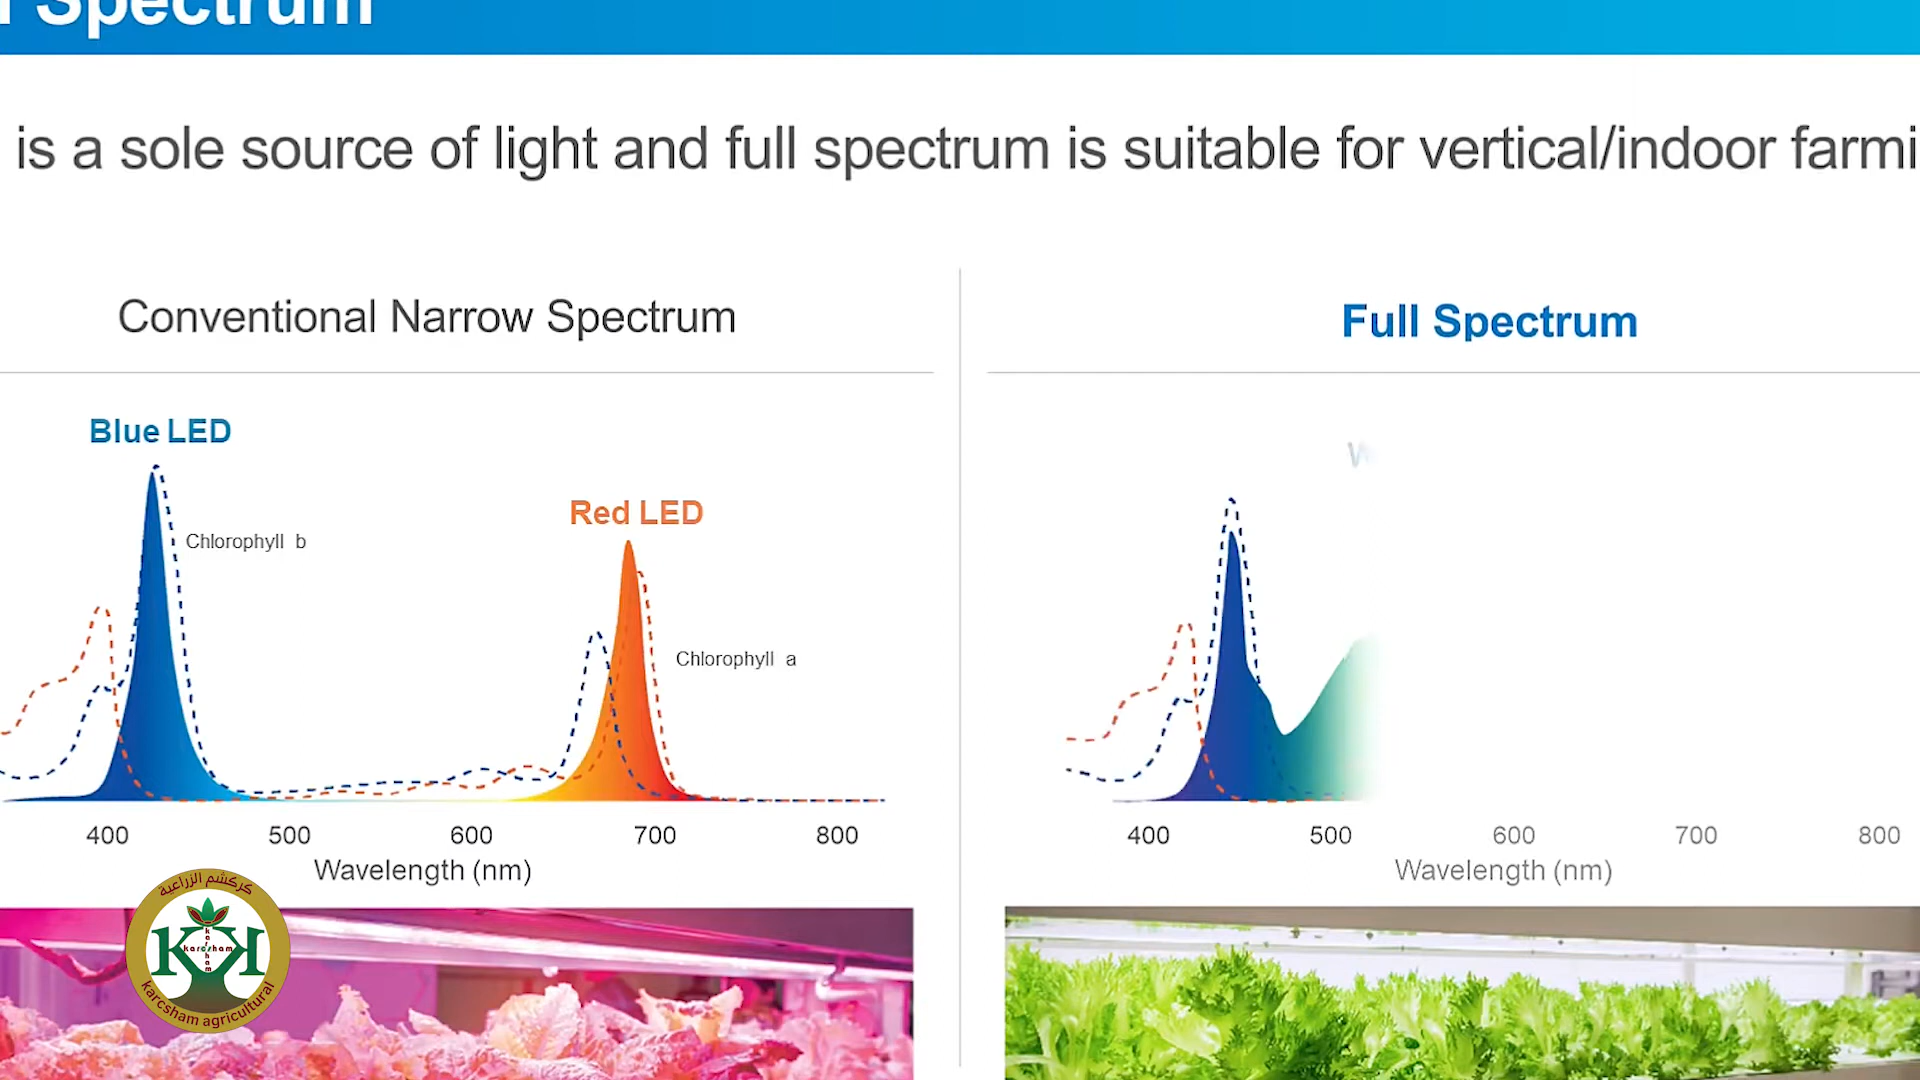 Spectrum
is a sole source of light and full spectrum is suitable for vertical/indoor farmi
Conventional Narrow Spectrum
Full Spectrum
Blue LED
Red LED
Chlorophyll b
Chlorophyll a
400 500 600 700 800
Wavelength (nm)
400 500 600 700 800
Wavelength (nm)
كركشم الزراعية
karcsham
karcsham agricultural